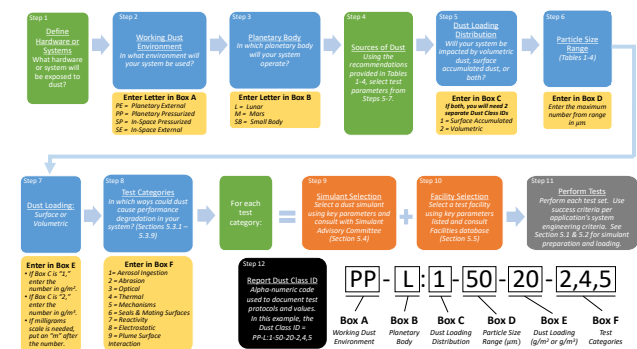 Step 1
Define
Hardware or
Systems
What hardware
or system will
be exposed to
dust?
Step 2
Working Dust
Environment
In what environment will
your system be used?
Enter Letter in Box A
PE = Planetary External
PP = Planetary Pressurized
SP = In-Space Pressurized
SE = In-Space External
Step 3
Planetary Body
In which planetary body
will your system
operate?
Enter Letter in Box B
L = Lunar
M = Mars
SB = Small Body
Step 4
Sources of Dust
Using the
recommendations
provided in Tables
1-4, select test
parameters from
Steps 5-7.
Step 5
Dust Loading
Distribution
Will your system be
impacted by volumetric
dust, surface
accumulated dust, or
both?
Enter in Box C
If both, you will need 2
separate Dust Class IDs
1 = Surface Accumulated
2 = Volumetric
Step 6
Particle Size
Range
(Tables 1-4)
Enter in Box D
Enter the maximum
number from range
in µm
Step 7
Dust Loading:
Surface or
Volumetric
Enter in Box E
• If Box C is "1,"
enter the
number in g/m².
• If Box C is "2,"
enter the
number in g/m³.
• If milligrams
scale is needed,
put an "m" after
the number.
Step 8
Test Categories
In which ways could dust
cause performance
degradation in your
system? (Sections 5.3.1 –
5.3.9)
Enter in Box F
1= Aerosol Ingestion
2 = Abrasion
3 = Optical
4 = Thermal
5 = Mechanisms
6 = Seals & Mating Surfaces
7 = Reactivity
8 = Electrostatic
9 = Plume Surface
Interaction
For each
test
category:
Step 9
Simulant Selection
Select a dust simulant
using key parameters and
consult with Simulant
Advisory Committee
(Section 5.4)
Step 10
Facility Selection
Select a test facility
using key parameters
listed and consult
Facilities database
(Section 5.5)
Step 11
Perform Tests
Perform each test set. Use
success criteria per
application's system
engineering criteria. See
Section 5.1 & 5.2 for simulant
preparation and loading.
Step 12
Report Dust Class ID
Alpha-numeric code
used to document test
protocols and values.
In this example, the
Dust Class ID =
PP-L:1-50-20-2,4,5
PP-L:1-50-20-2,4,5
Box A
Working Dust
Environment
Box B
Planetary
Body
Box C
Dust Loading
Distribution
Box D
Particle Size
Range (µm)
Box E
Dust Loading
(g/m² or g/m³)
Box F
Test
Categories